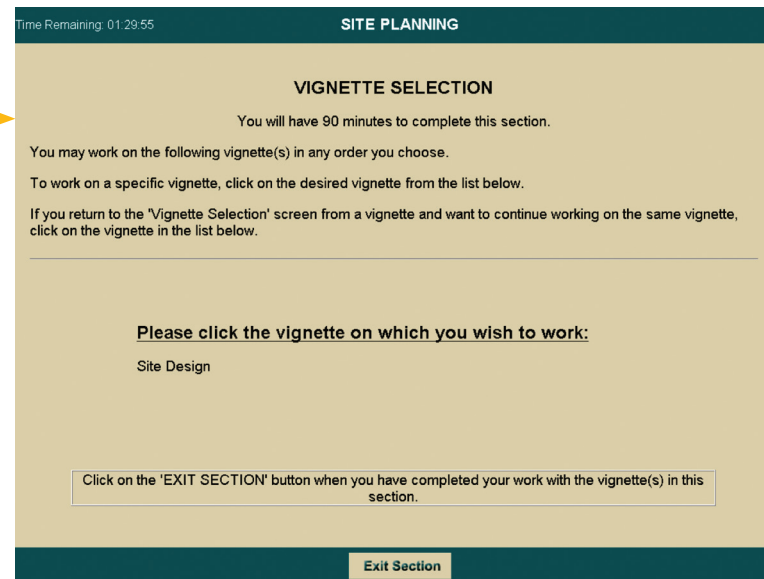 Time Remaining: 01:29:55
SITE PLANNING
VIGNETTE SELECTION
You will have 90 minutes to complete this section.
You may work on the following vignette(s) in any order you choose.
To work on a specific vignette, click on the desired vignette from the list below.
If you return to the 'Vignette Selection' screen from a vignette and want to continue working on the same vignette,
click on the vignette in the list below.
Please click the vignette on which you wish to work:
Site Design
Click on the 'EXIT SECTION' button when you have completed your work with the vignette(s) in this
section.
Exit Section